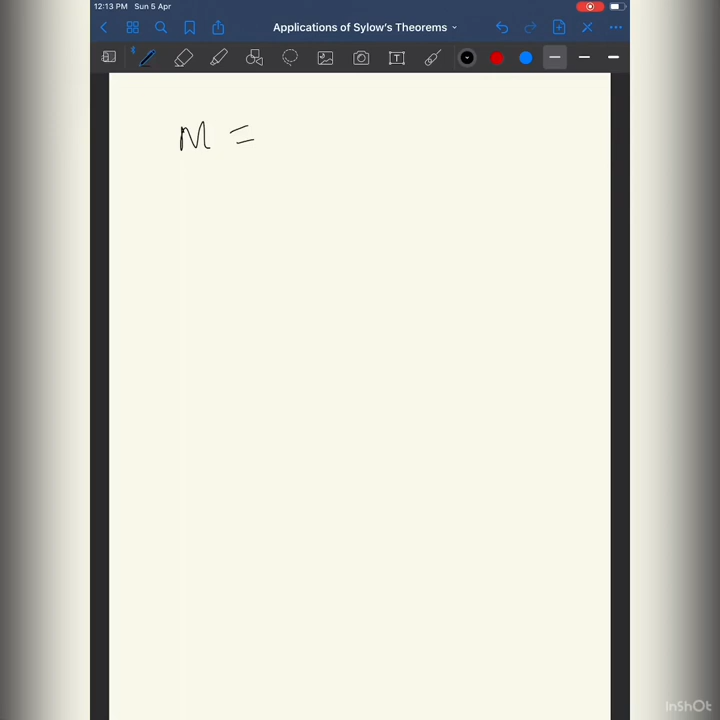 12:13 PM Sun 5 Apr
Applications of Sylow's Theorems
T
M =
InShOt